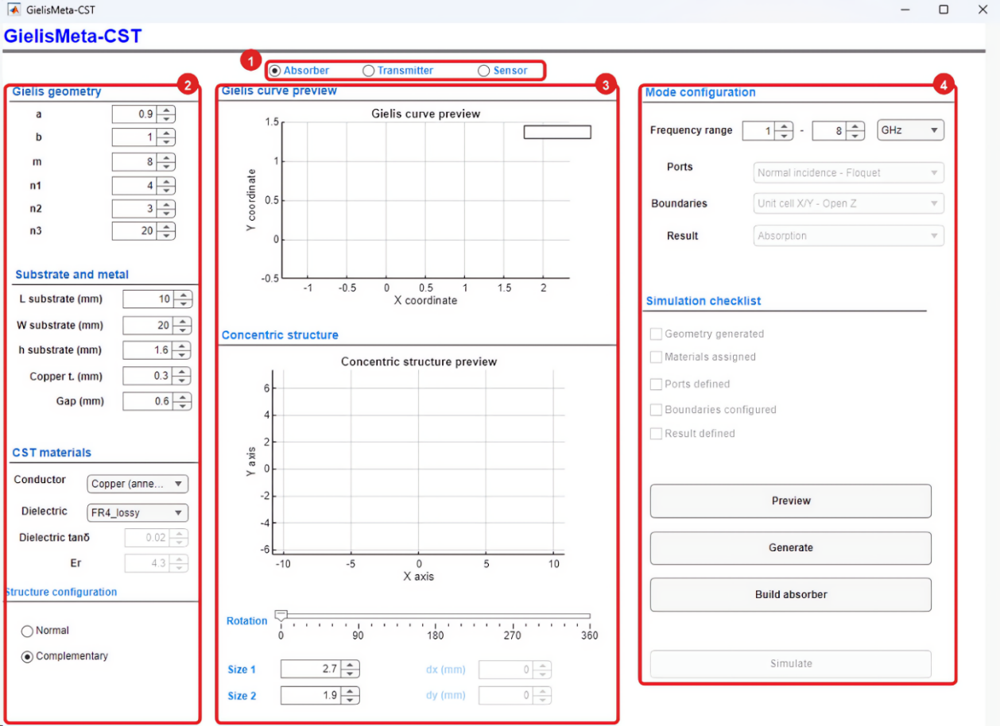 GielisMeta-CST
GielisMeta-CST
1
Absorber Transmitter Sensor
2
Gielis geometry
a 0.9
b 1
m 8
n1 4
n2 3
n3 20
Substrate and metal
L substrate (mm) 10
W substrate (mm) 20
h substrate (mm) 1.6
Copper t. (mm) 0.3
Gap (mm) 0.6
CST materials
Conductor Copper (anne...
Dielectric FR4_lossy
Dielectric tanδ 0.02
Er 4.3
Structure configuration
Normal
Complementary
3
Gielis curve preview
Gielis curve preview
1.5
1
0.5
0
-0.5
Y coordinate
-1 -0.5 0 0.5 1 1.5 2
X coordinate
Concentric structure
Concentric structure preview
6
4
2
0
-2
-4
-6
Y axis
-10 -5 0 5 10
X axis
Rotation
0 90 180 270 360
Size 1 2.7 dx (mm) 0
Size 2 1.9 dy (mm) 0
4
Mode configuration
Frequency range 1 - 8 GHz
Ports Normal incidence - Floquet
Boundaries Unit cell X/Y - Open Z
Result Absorption
Simulation checklist
Geometry generated
Materials assigned
Ports defined
Boundaries configured
Result defined
Preview
Generate
Build absorber
Simulate